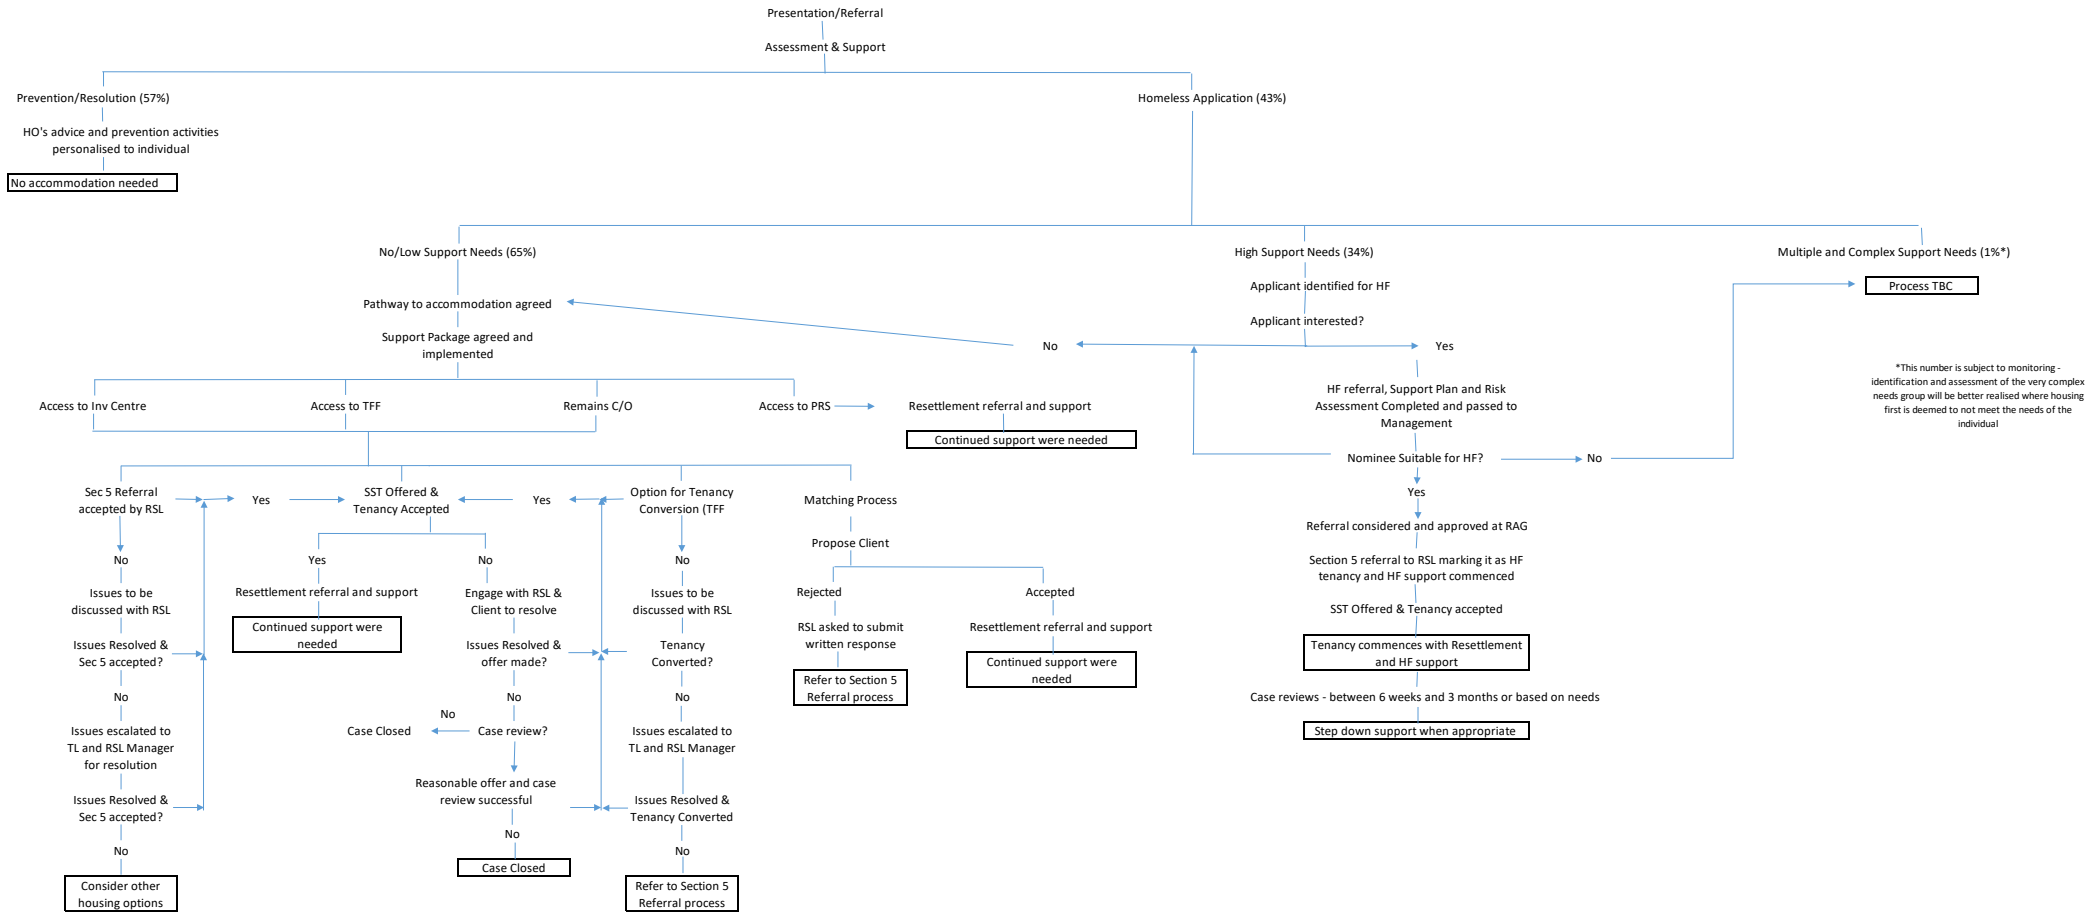 Presentation/Referral
Assessment & Support
Prevention/Resolution (57%)
Homeless Application (43%)
HO's advice and prevention activities
personalised to individual
No accommodation needed
No/Low Support Needs (65%)
High Support Needs (34%)
Multiple and Complex Support Needs (1%*)
Applicant identified for HF
Process TBC
Pathway to accommodation agreed
Applicant interested?
Support Package agreed and
implemented
No
Yes
*This number is subject to monitoring -
identification and assessment of the very complex
needs group will be better realised where housing
first is deemed to not meet the needs of the
individual
HF referral, Support Plan and Risk
Assessment Completed and passed to
Management
Access to Inv Centre
Access to TFF
Remains C/O
Access to PRS
Resettlement referral and support
Continued support were needed
Nominee Suitable for HF?
No
Yes
Referral considered and approved at RAG
Section 5 referral to RSL marking it as HF
tenancy and HF support commenced
SST Offered & Tenancy accepted
Tenancy commences with Resettlement
and HF support
Case reviews - between 6 weeks and 3 months or based on needs
Step down support when appropriate
Sec 5 Referral
accepted by RSL
Yes
SST Offered &
Tenancy Accepted
Yes
Option for Tenancy
Conversion (TFF
Matching Process
Propose Client
No
Issues to be
discussed with RSL
Issues Resolved &
Sec 5 accepted?
No
Issues escalated to
TL and RSL Manager
for resolution
Issues Resolved &
Sec 5 accepted?
No
Consider other
housing options
Yes
Resettlement referral and support
Continued support were
needed
No
Engage with RSL &
Client to resolve
Issues Resolved &
offer made?
No
No
Case Closed
Case review?
Reasonable offer and case
review successful
No
Case Closed
No
Issues to be
discussed with RSL
Tenancy
Converted?
No
Issues escalated to
TL and RSL Manager
Issues Resolved &
Tenancy Converted
No
Refer to Section 5
Referral process
Rejected
RSL asked to submit
written response
Refer to Section 5
Referral process
Accepted
Resettlement referral and support
Continued support were
needed